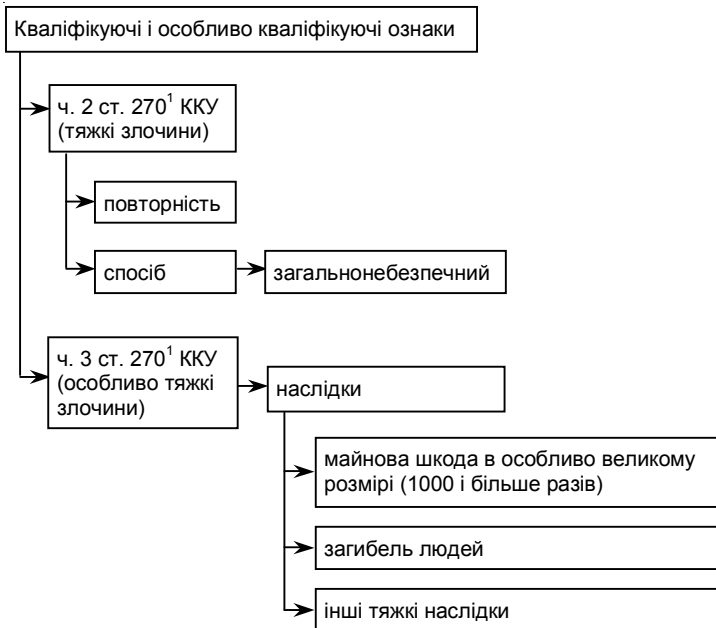 Кваліфікуючі і особливо кваліфікуючі ознаки
ч. 2 ст. 270¹ ККУ
(тяжкі злочини)
повторність
спосіб
загальнонебезпечний
ч. 3 ст. 270¹ ККУ
(особливо тяжкі
злочини)
наслідки
майнова шкода в особливо великому
розмірі (1000 і більше разів)
загибель людей
інші тяжкі наслідки